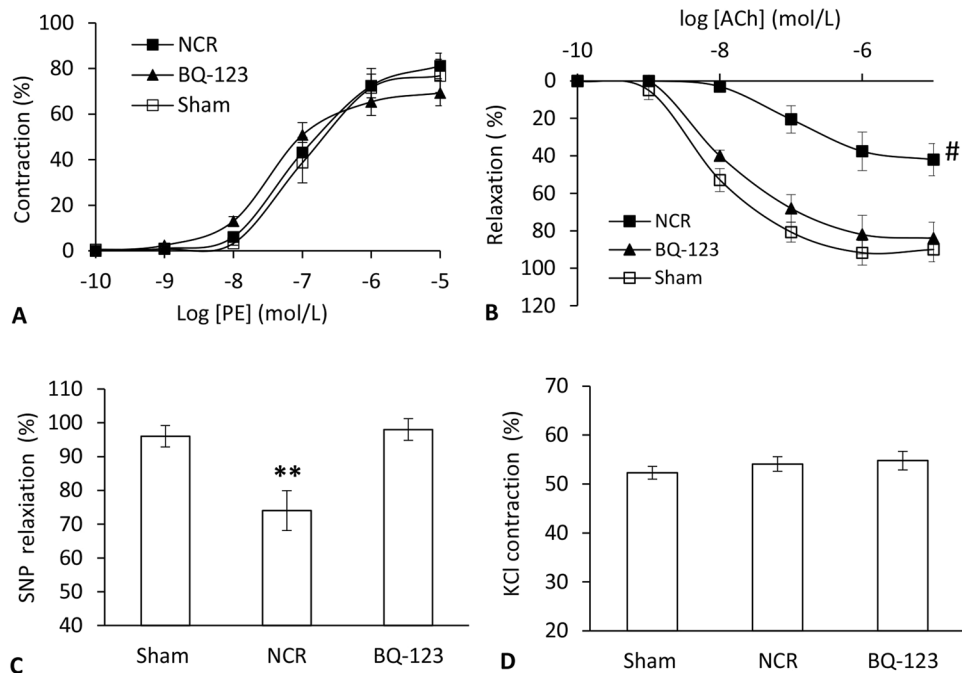 100
80
60
40
20
0
Contraction (%)
NCR
BQ-123
Sham
-10 -9 -8 -7 -6 -5
Log [PE] (mol/L)
A
log [ACh] (mol/L)
-10 -8 -6
0
20
40
60
80
100
120
Relaxation ( %)
#
NCR
BQ-123
Sham
B
110
100
90
80
70
60
50
40
SNP relaxiation (%)
**
Sham NCR BQ-123
C
70
60
50
40
30
20
KCl contraction (%)
Sham NCR BQ-123
D